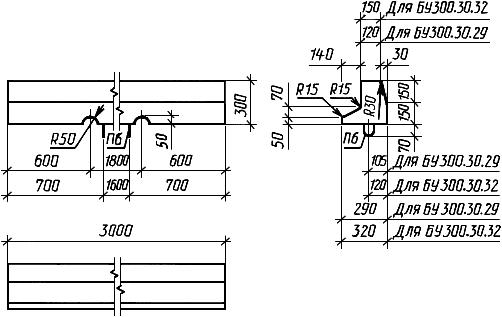 150 Для БУ300.30.32
120 Для БУ300.30.29
140
30
R15
R15
70
50
R30
150
150
300
R50
П6
50
П6
70
600
1800
600
105 Для БУ300.30.29
700
1600
700
120 Для БУ300.30.32
290 Для БУ300.30.29
3000
320 Для БУ300.30.32